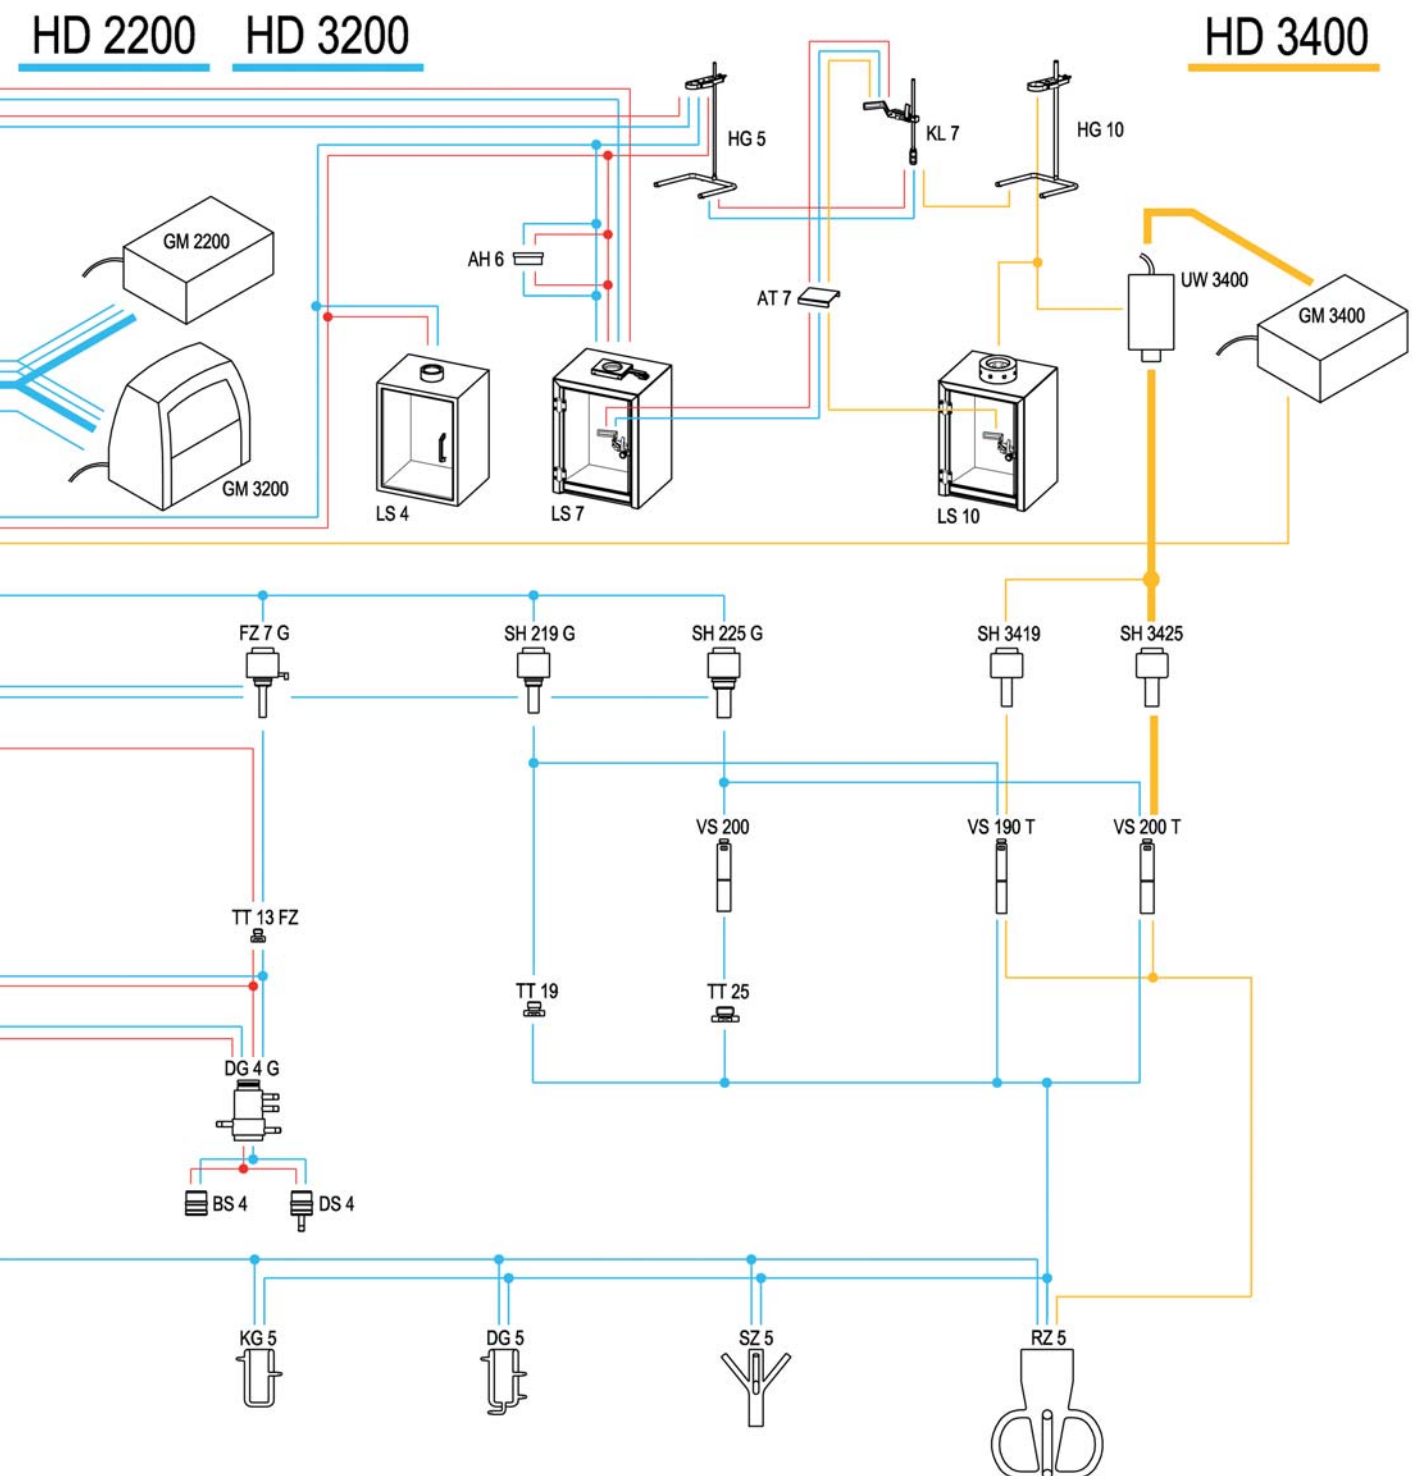 HD 2200 HD 3200 HD 3400
HG 5
KL 7
HG 10
GM 2200
AH 6
AT 7
UW 3400
GM 3400
GM 3200
LS 4
LS 7
LS 10
FZ 7 G
SH 219 G
SH 225 G
SH 3419
SH 3425
VS 200
VS 190 T
VS 200 T
TT 13 FZ
TT 19
TT 25
DG 4 G
BS 4
DS 4
KG 5
DG 5
SZ 5
RZ 5